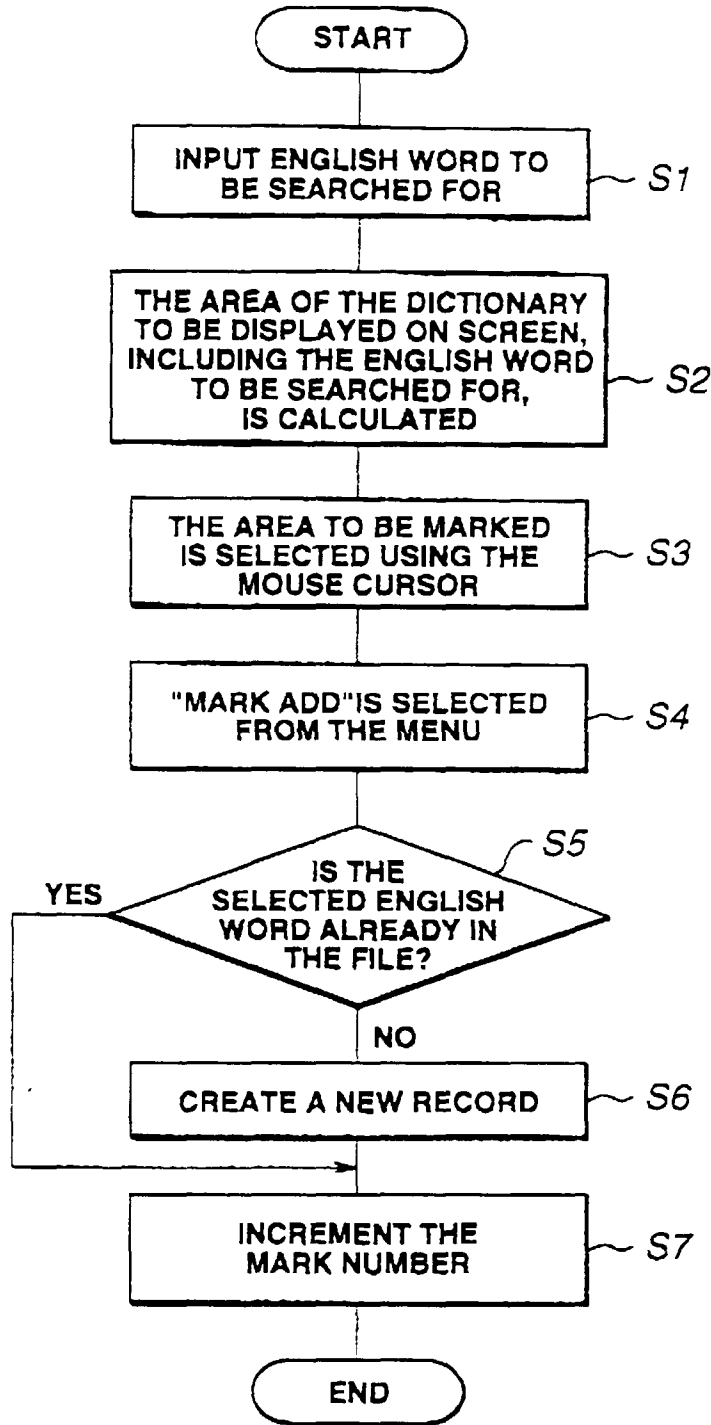 START
INPUT ENGLISH WORD TO
BE SEARCHED FOR
S1
THE AREA OF THE DICTIONARY
TO BE DISPLAYED ON SCREEN,
INCLUDING THE ENGLISH WORD
TO BE SEARCHED FOR,
IS CALCULATED
S2
THE AREA TO BE MARKED
IS SELECTED USING THE
MOUSE CURSOR
S3
"MARK ADD"IS SELECTED
FROM THE MENU
S4
S5
IS THE
SELECTED ENGLISH
WORD ALREADY IN
THE FILE?
YES
NO
CREATE A NEW RECORD
S6
INCREMENT THE
MARK NUMBER
S7
END